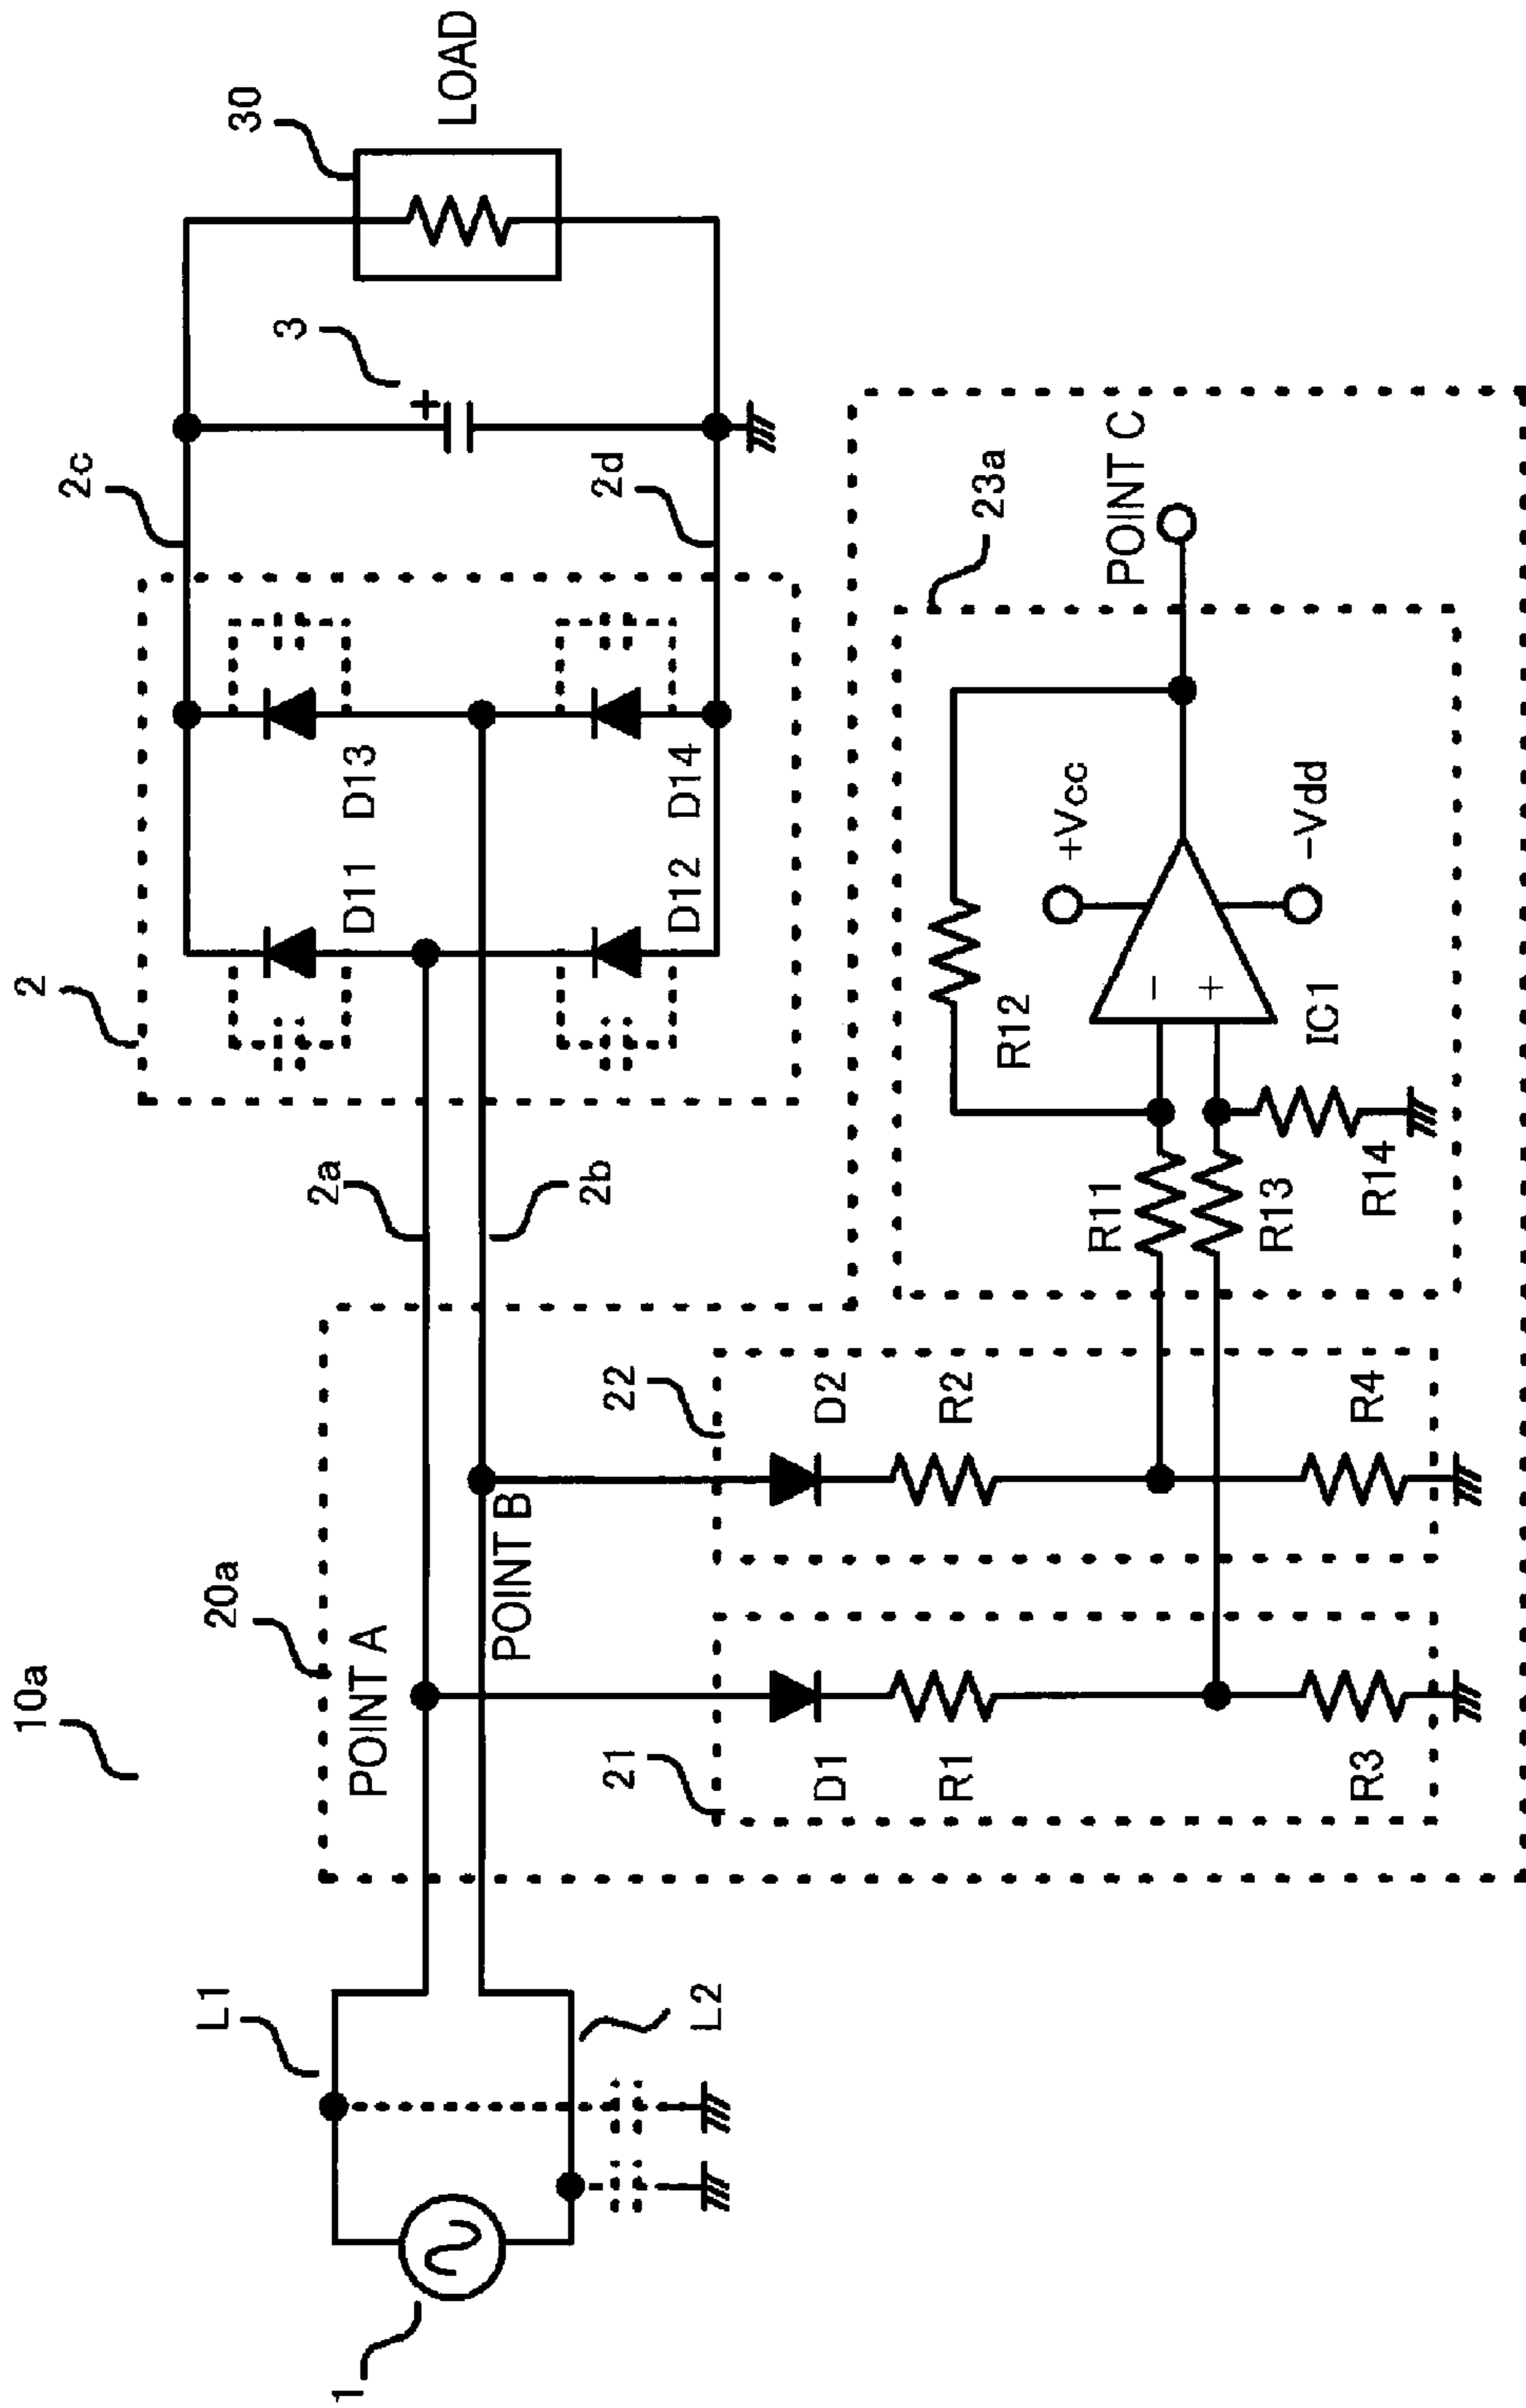 10a
20a
2
2c
3
30
LOAD
L1
1
L2
POINT A
POINT B
2a
2b
D11
D13
D12
D14
2d
21
22
D1
D2
R1
R2
R3
R4
23a
R11
R13
R14
R12
−
+
IC1
+Vcc
−Vdd
POINT C
+